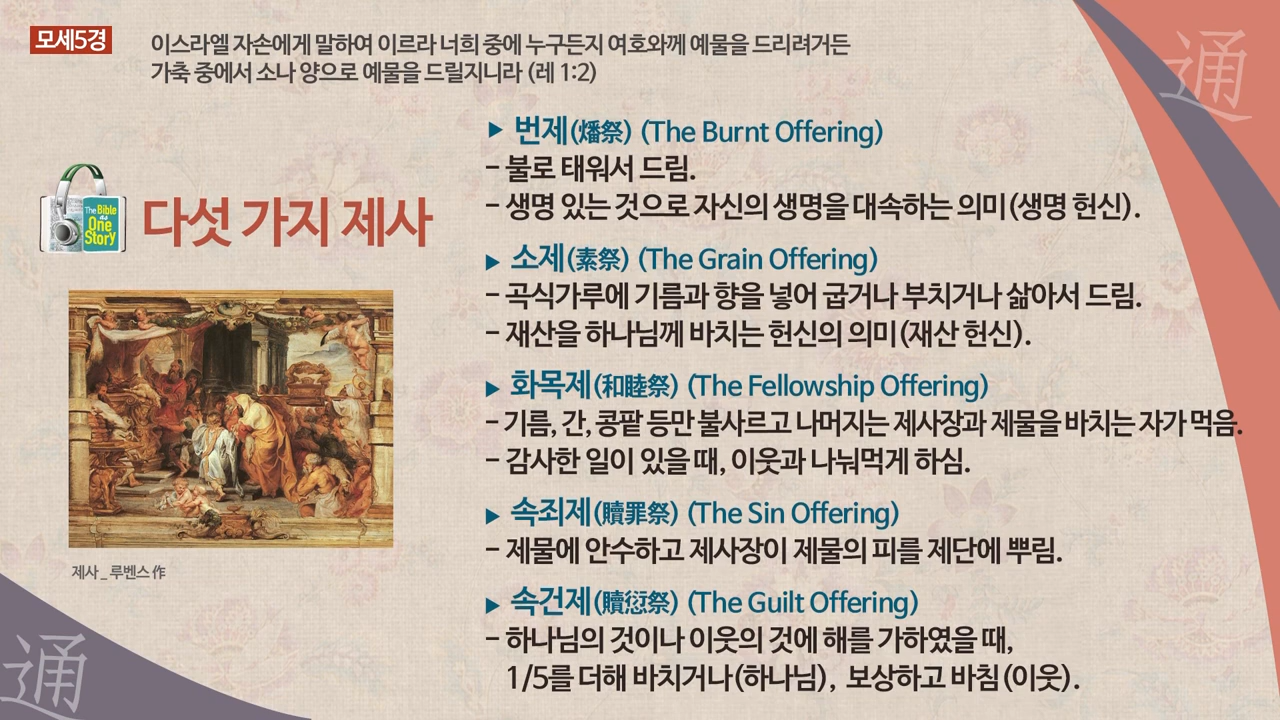 모세5경
이스라엘 자손에게 말하여 이르라 너희 중에 누구든지 여호와께 예물을 드리려거든
가축 중에서 소나 양으로 예물을 드릴지니라 (레 1:2)
通
The Bible
One
Story
다섯 가지 제사
▶ 번제(燔祭) (The Burnt Offering)
- 불로 태워서 드림.
- 생명 있는 것으로 자신의 생명을 대속하는 의미(생명 헌신).
▶ 소제(素祭) (The Grain Offering)
- 곡식가루에 기름과 향을 넣어 굽거나 부치거나 삶아서 드림.
- 재산을 하나님께 바치는 헌신의 의미(재산 헌신).
▶ 화목제(和睦祭) (The Fellowship Offering)
- 기름, 간, 콩팥 등만 불사르고 나머지는 제사장과 제물을 바치는 자가 먹음.
- 감사한 일이 있을 때, 이웃과 나눠먹게 하심.
▶ 속죄제(贖罪祭) (The Sin Offering)
- 제물에 안수하고 제사장이 제물의 피를 제단에 뿌림.
▶ 속건제(贖愆祭) (The Guilt Offering)
- 하나님의 것이나 이웃의 것에 해를 가하였을 때,
1/5를 더해 바치거나(하나님), 보상하고 바침(이웃).
제사_루벤스 作
通